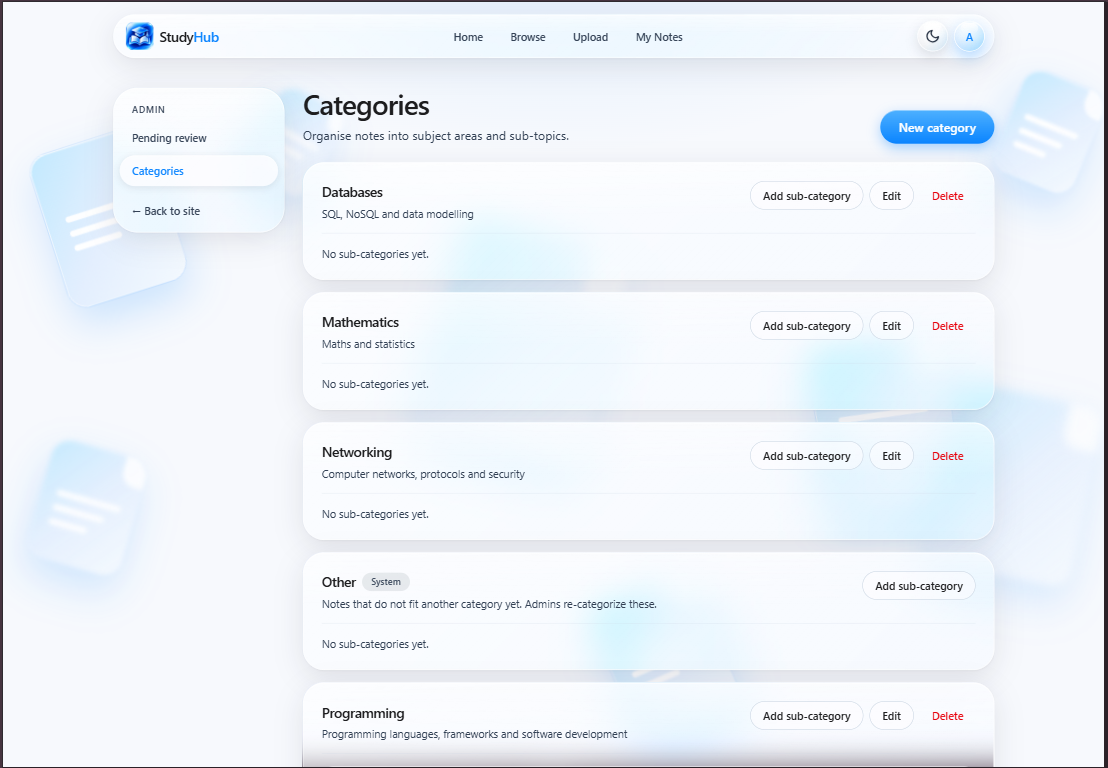 StudyHub
Home Browse Upload My Notes
A
ADMIN
Pending review
Categories
← Back to site
Categories
Organise notes into subject areas and sub-topics.
New category
Databases
SQL, NoSQL and data modelling
Add sub-category Edit Delete
No sub-categories yet.
Mathematics
Maths and statistics
Add sub-category Edit Delete
No sub-categories yet.
Networking
Computer networks, protocols and security
Add sub-category Edit Delete
No sub-categories yet.
Other System
Notes that do not fit another category yet. Admins re-categorize these.
Add sub-category
No sub-categories yet.
Programming
Programming languages, frameworks and software development
Add sub-category Edit Delete